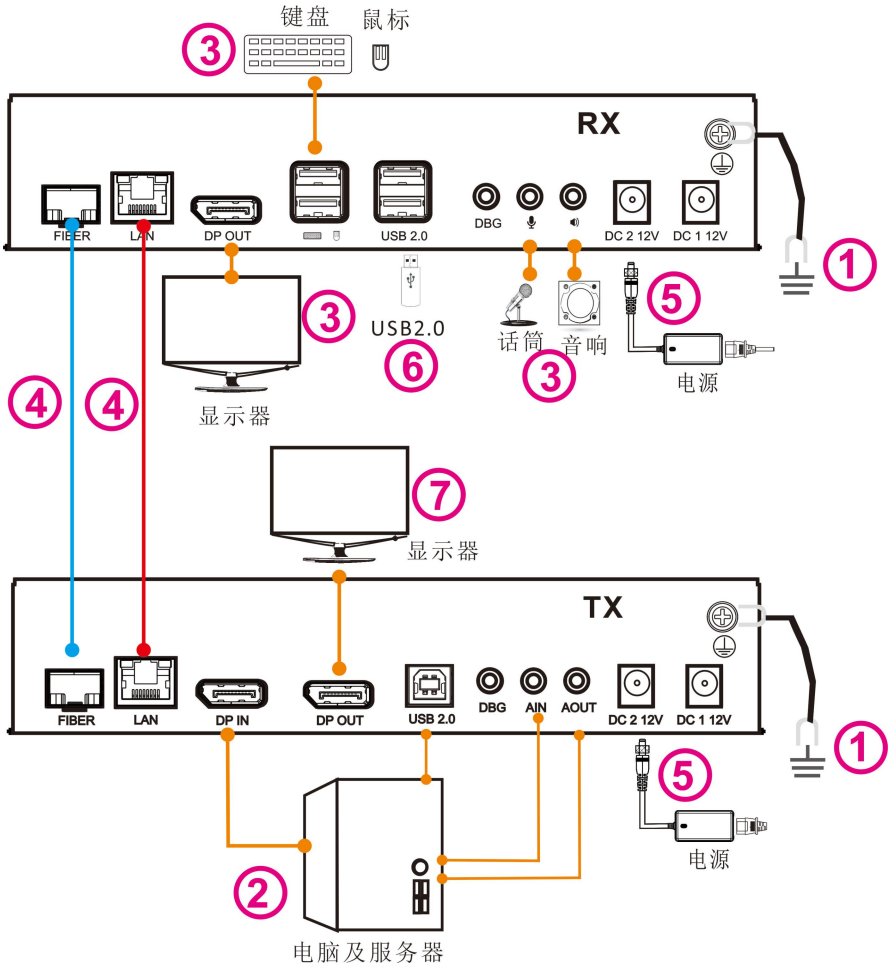 键盘 鼠标
③
RX
FIBER LAN DP OUT USB 2.0 DBG DC 2 12V DC 1 12V
①
③
USB2.0
⑥
话筒 音响
③
⑤
电源
显示器
④ ④
⑦
显示器
TX
FIBER LAN DP IN DP OUT USB 2.0 DBG AIN AOUT DC 2 12V DC 1 12V
①
⑤
电源
②
电脑及服务器